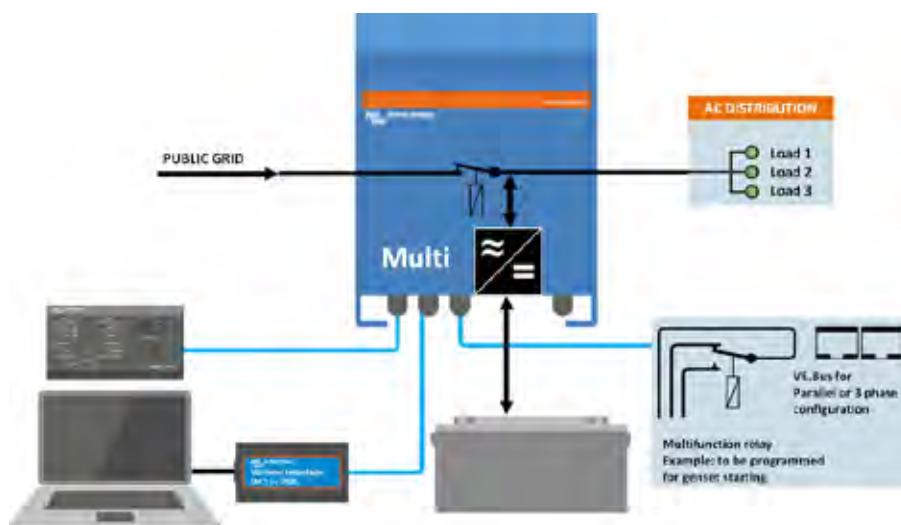 AC DISTRIBUTION
PUBLIC GRID
Load 1
Load 2
Load 3
Multi
VE.Bus for
Parallel or 3 phase
configuration
Multifunction relay
Example: to be programmed
for genset starting